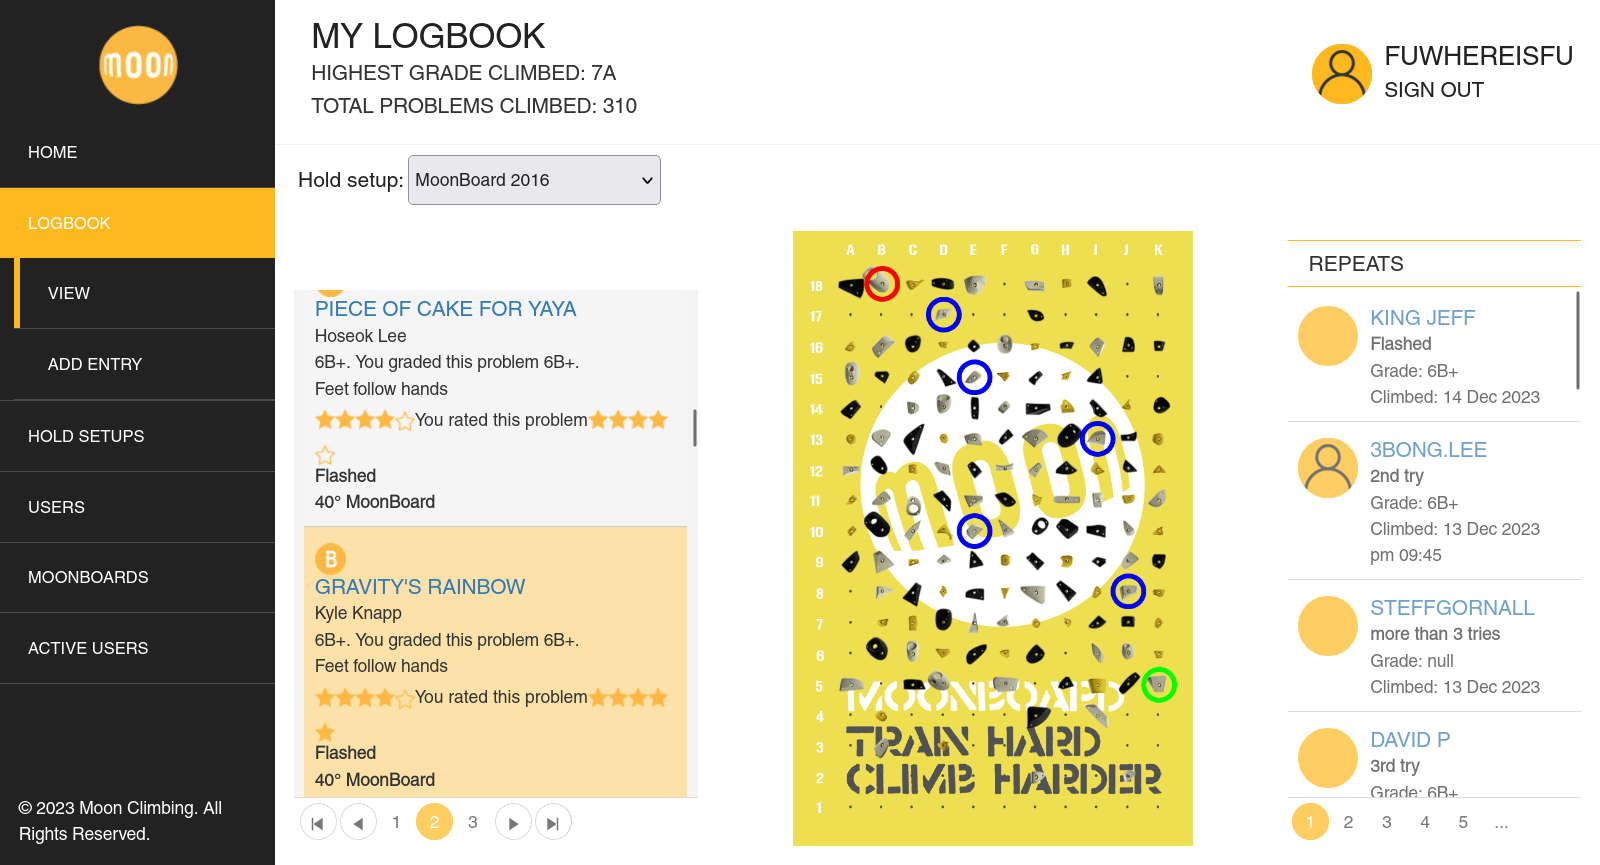 moon
HOME
LOGBOOK
VIEW
ADD ENTRY
HOLD SETUPS
USERS
MOONBOARDS
ACTIVE USERS
© 2023 Moon Climbing. All
Rights Reserved.
MY LOGBOOK
HIGHEST GRADE CLIMBED: 7A
TOTAL PROBLEMS CLIMBED: 310
FUWHEREISFU
SIGN OUT
Hold setup: MoonBoard 2016
PIECE OF CAKE FOR YAYA
Hoseok Lee
6B+. You graded this problem 6B+.
Feet follow hands
You rated this problem
Flashed
40° MoonBoard
B
GRAVITY'S RAINBOW
Kyle Knapp
6B+. You graded this problem 6B+.
Feet follow hands
You rated this problem
Flashed
40° MoonBoard
1 2 3
A B C D E F G H I J K
18
17
16
15
14
13
12
11
10
9
8
7
6
5
4
3
2
1
moon
MOONBOARD
TRAIN HARD
CLIMB HARDER
REPEATS
KING JEFF
Flashed
Grade: 6B+
Climbed: 14 Dec 2023
3BONG.LEE
2nd try
Grade: 6B+
Climbed: 13 Dec 2023
pm 09:45
STEFFGORNALL
more than 3 tries
Grade: null
Climbed: 13 Dec 2023
DAVID P
3rd try
Grade: 6B+
1 2 3 4 5 ...